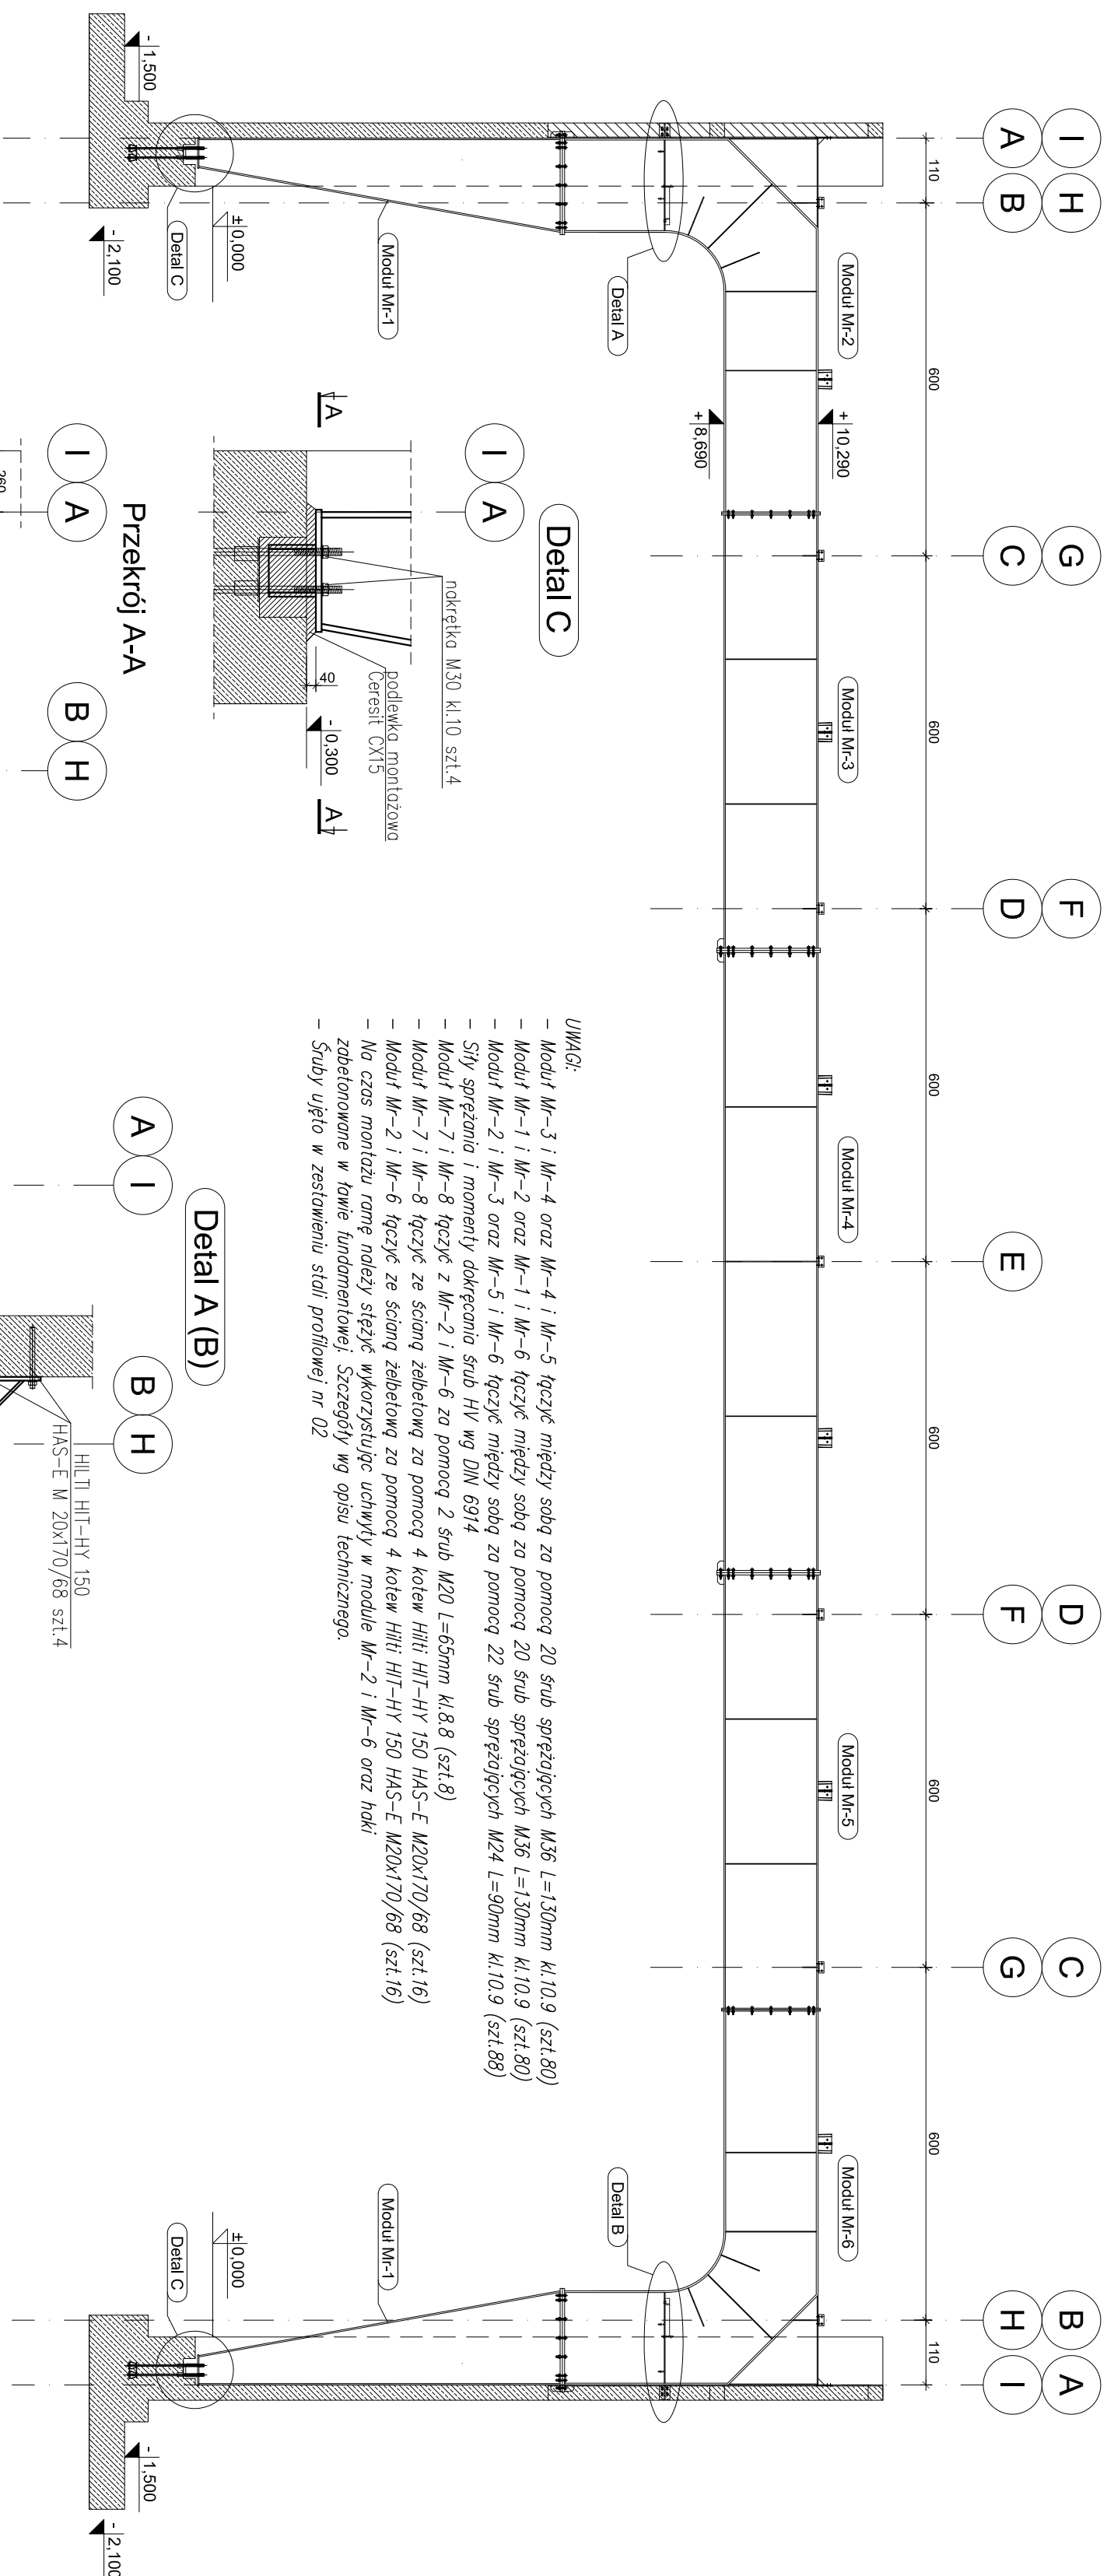 I H B A
A B H I
G F D C
C D E F G
110
600
600
600
600
600
600
110
Moduł Mr-2
Moduł Mr-3
Moduł Mr-4
Moduł Mr-5
Moduł Mr-6
+10,290
+8,690
Detal A
Detal B
Moduł Mr-1
Moduł Mr-1
±0,000
±0,000
Detal C
Detal C
-1,500
-2,100
-1,500
-2,100
Detal C
I
A
nakrętka M30 kl.10 szt.4
podlewka montażowa
Ceresit CX15
40
-0,300
A
A
Przekrój A-A
I
A
B
H
260
UWAGI:
- Moduł Mr-3 i Mr-4 oraz Mr-4 i Mr-5 łączyć między sobą za pomocą 20 śrub sprężających M36 L=130mm kl.10.9 (szt.80)
- Moduł Mr-1 i Mr-2 oraz Mr-1 i Mr-6 łączyć między sobą za pomocą 20 śrub sprężających M36 L=130mm kl.10.9 (szt.80)
- Moduł Mr-2 i Mr-3 oraz Mr-5 i Mr-6 łączyć między sobą za pomocą 22 śrub sprężających M24 L=90mm kl.10.9 (szt.88)
- Siły sprężania i momenty dokręcania śrub HV wg DIN 6914
- Moduł Mr-7 i Mr-8 łączyć z Mr-2 i Mr-6 za pomocą 2 śrub M20 L=65mm kl.8.8 (szt.8)
- Moduł Mr-7 i Mr-8 łączyć ze ścianą żelbetową za pomocą 4 kotew Hilti HIT-HY 150 HAS-E M20x170/68 (szt.16)
- Moduł Mr-2 i Mr-6 łączyć ze ścianą żelbetową za pomocą 4 kotew Hilti HIT-HY 150 HAS-E M20x170/68 (szt.16)
- Na czas montażu ramę należy stężyć wykorzystując uchwyty w module Mr-2 i Mr-6 oraz haki
zabetonowane w ławie fundamentowej. Szczegóły wg opisu technicznego.
- Śruby ujęto w zestawieniu stali profilowej nr 02
Detal A (B)
A
I
B
H
HILTI HIT-HY 150
HAS-E M 20x170/68 szt.4